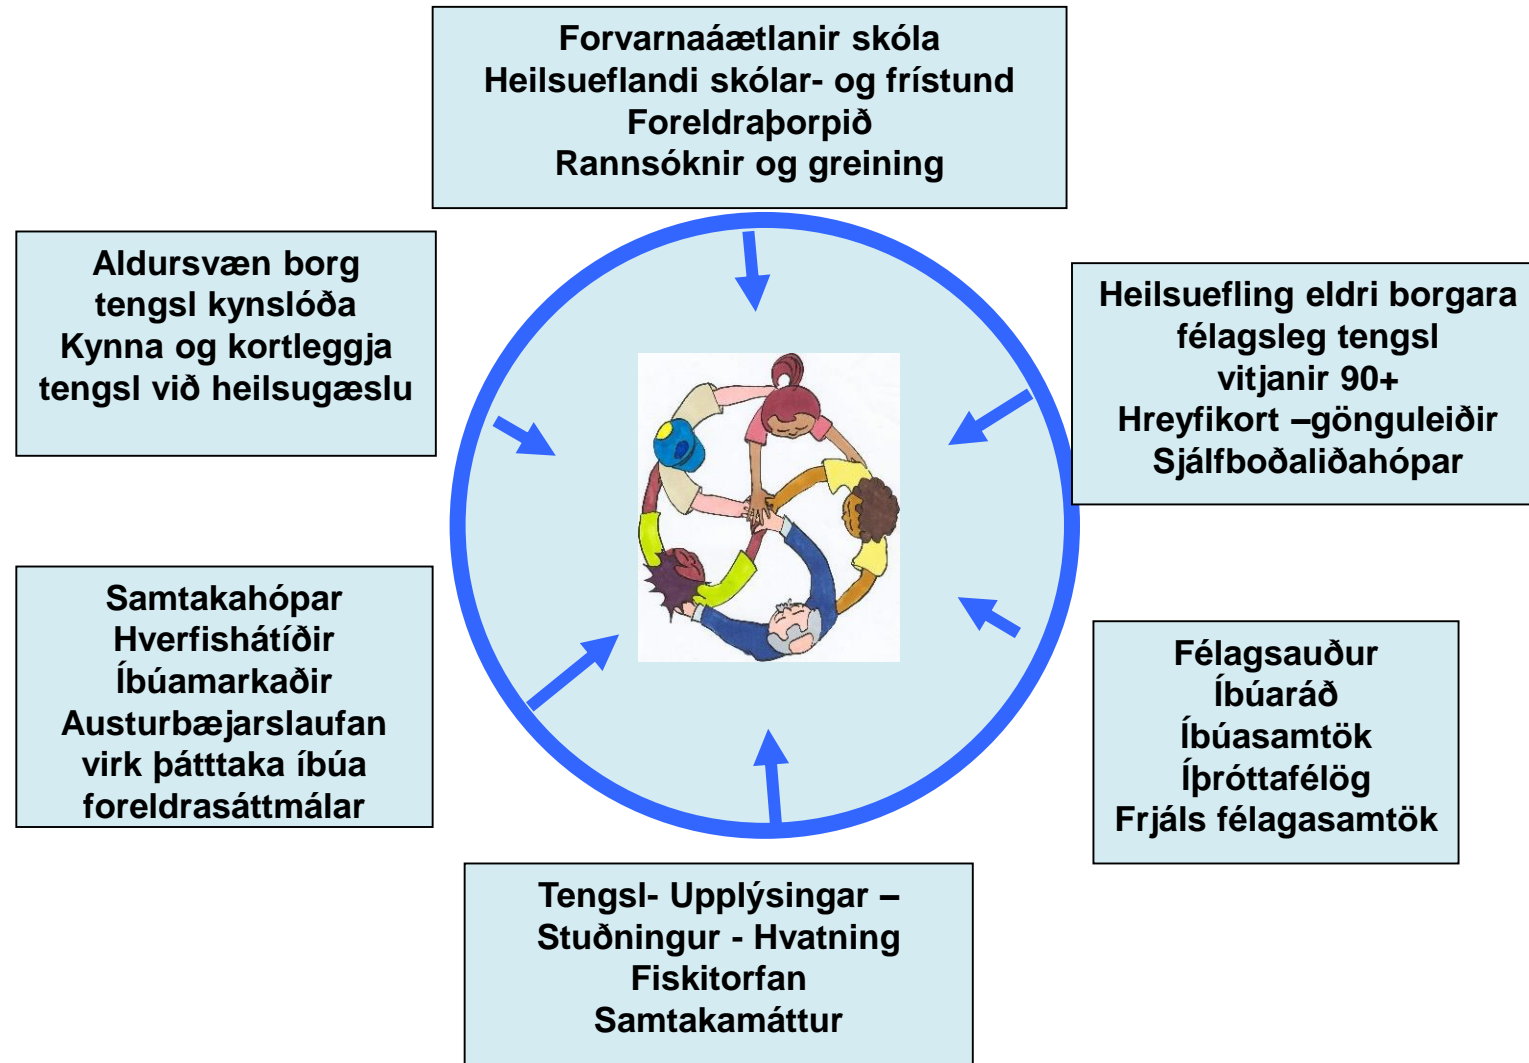 Forvarnaáætlanir skóla
Heilsueflandi skólar- og frístund
Foreldraþorpið
Rannsóknir og greining
Aldursvæn borg
tengsl kynslóða
Kynna og kortleggja
tengsl við heilsugæslu
Heilsuefling eldri borgara
félagsleg tengsl
vitjanir 90+
Hreyfikort –gönguleiðir
Sjálfboðaliðahópar
Samtakahópar
Hverfishátíðir
Íbúamarkaðir
Austurbæjarslaufan
virk þátttaka íbúa
foreldrasáttmálar
Félagsauður
Íbúaráð
Íbúasamtök
Íþróttafélög
Frjáls félagasamtök
Tengsl- Upplýsingar –
Stuðningur - Hvatning
Fiskitorfan
Samtakamáttur